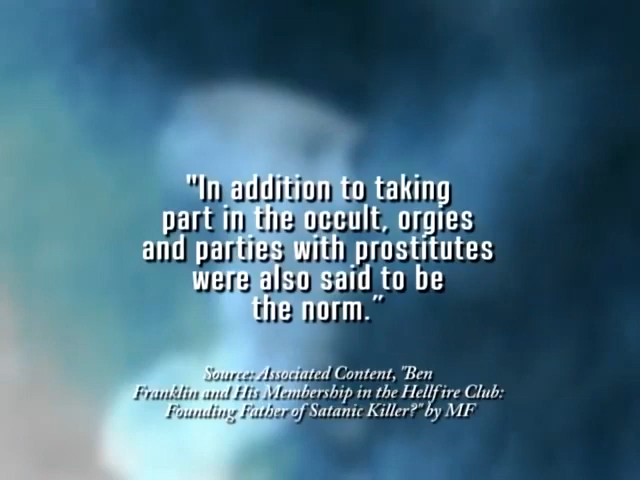 "In addition to taking
part in the occult, orgies
and parties with prostitutes
were also said to be
the norm."
Source: Associated Content, "Ben
Franklin and His Membership in the Hellfire Club:
Founding Father of Satanic Killer?" by MF